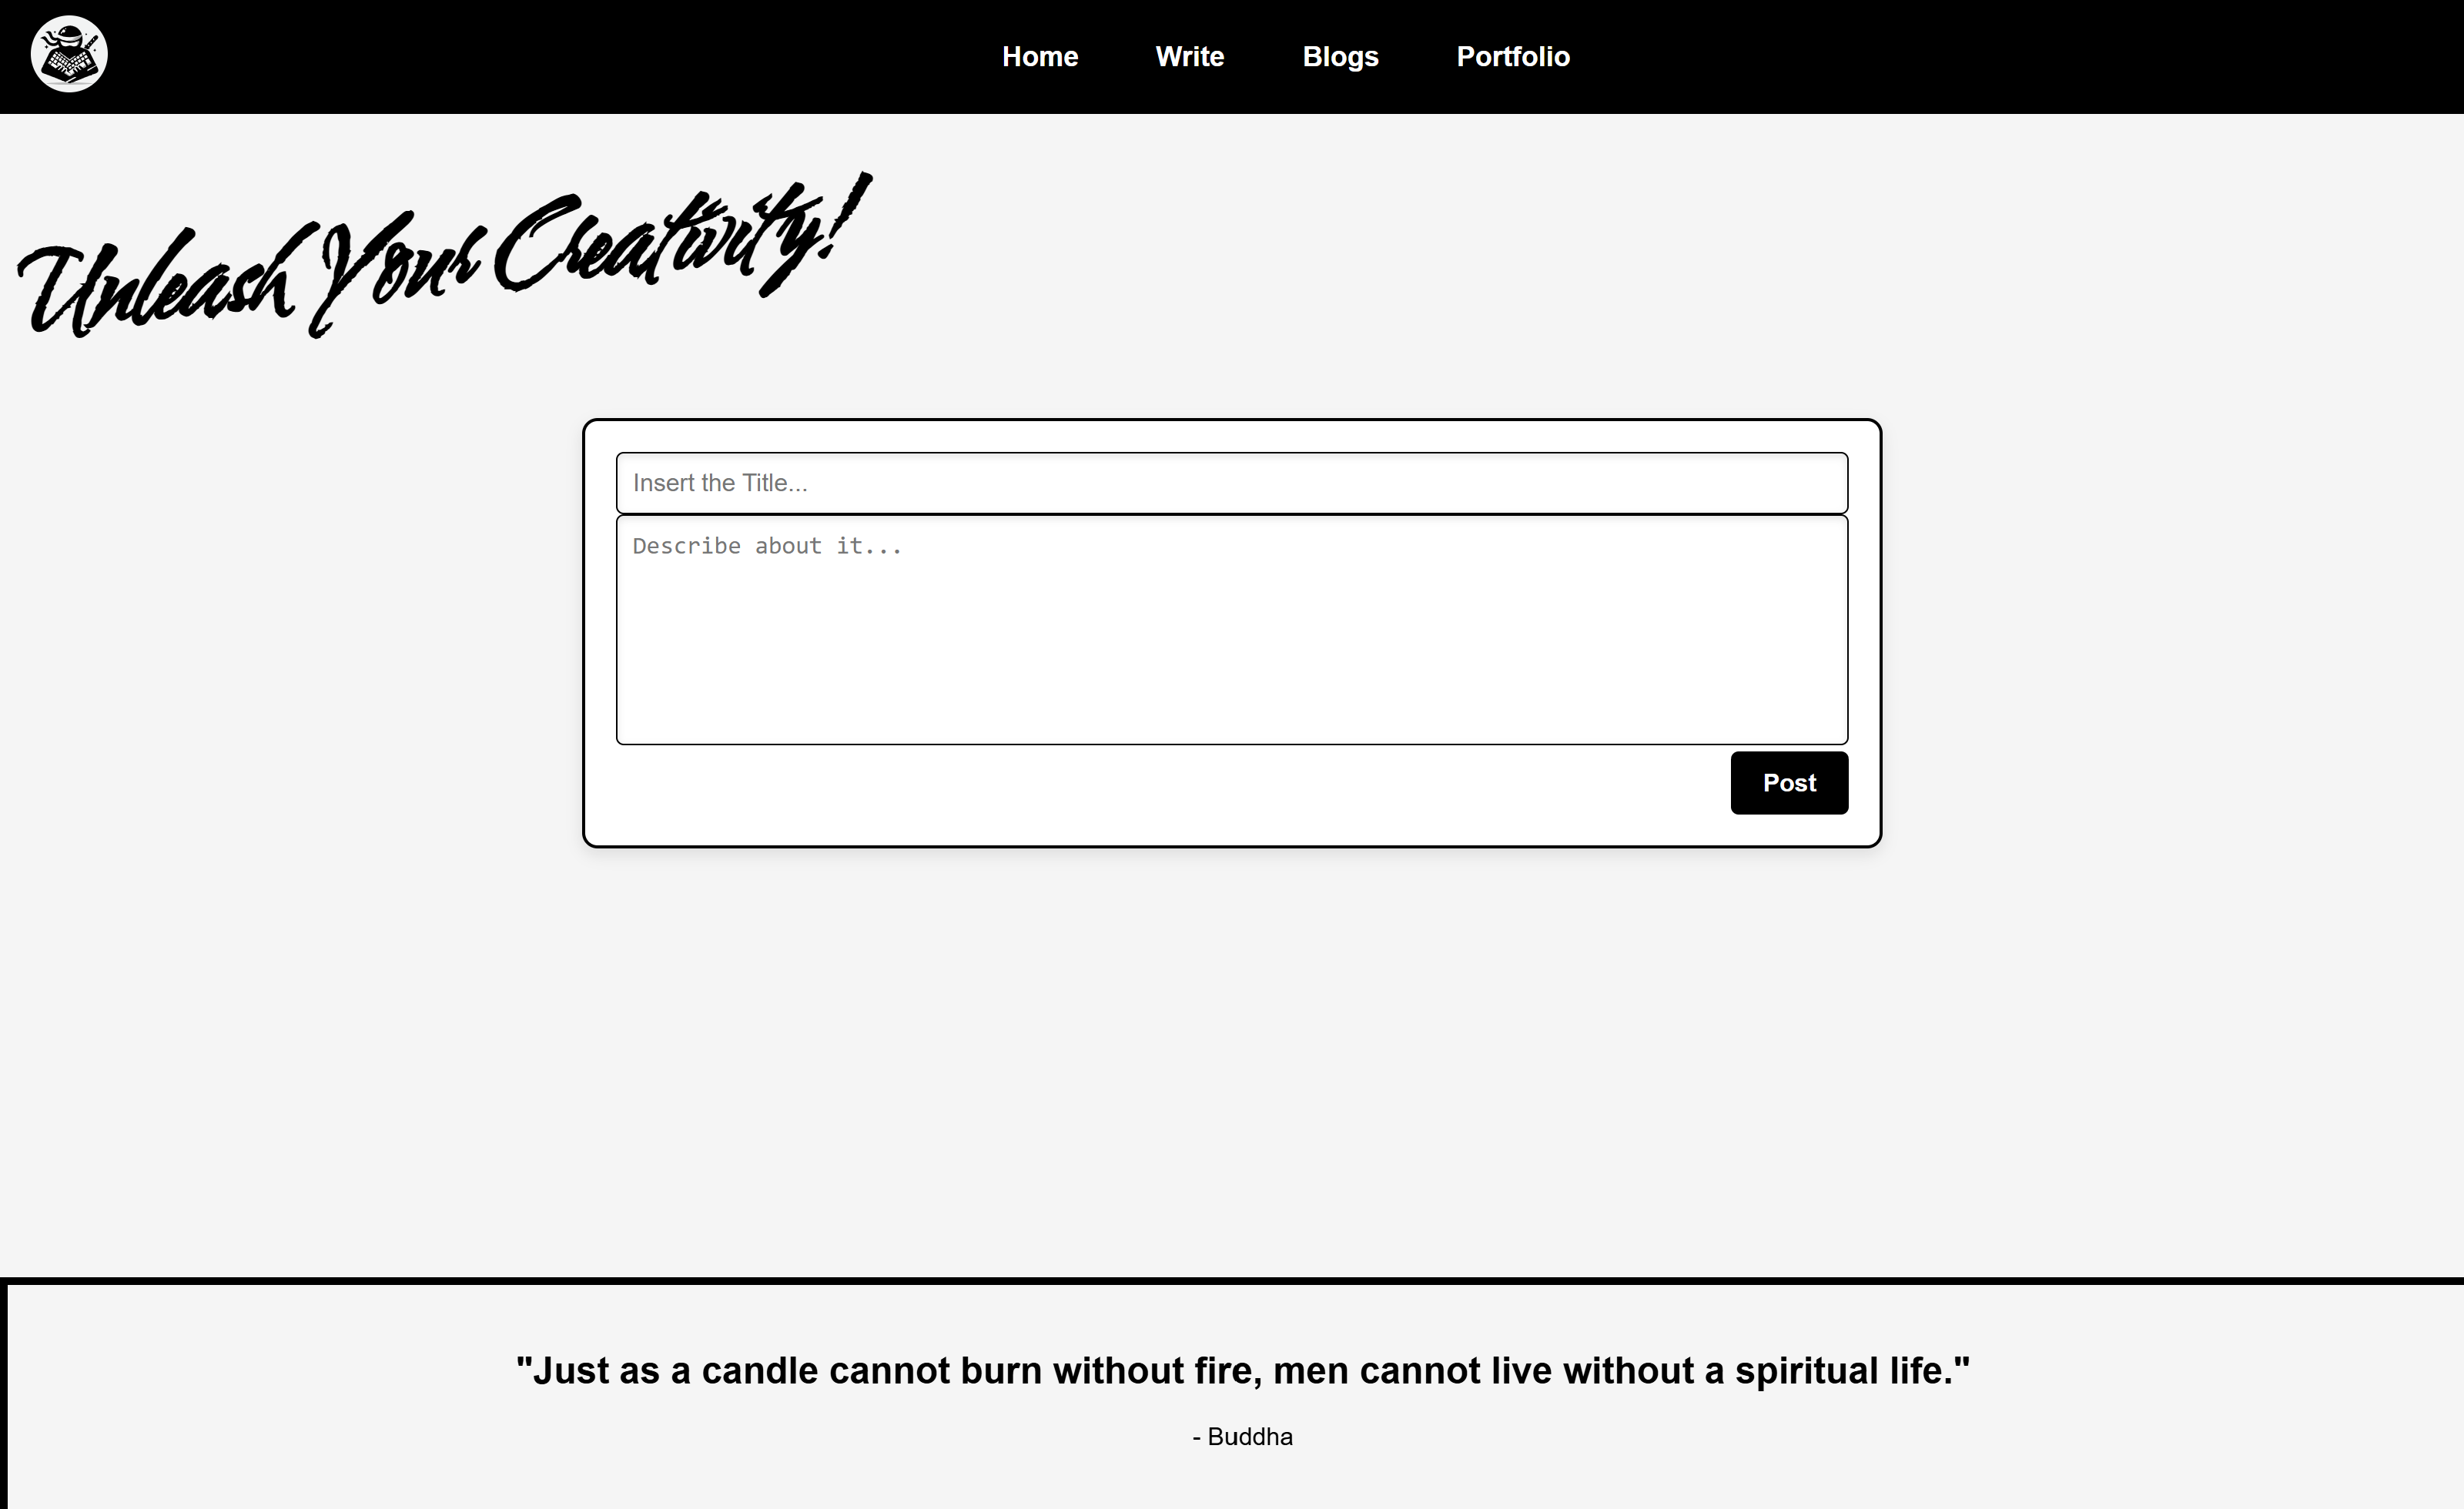 Home Write Blogs Portfolio
Unleash Your Creativity!
Insert the Title...
Describe about it...
Post
"Just as a candle cannot burn without fire, men cannot live without a spiritual life."
- Buddha